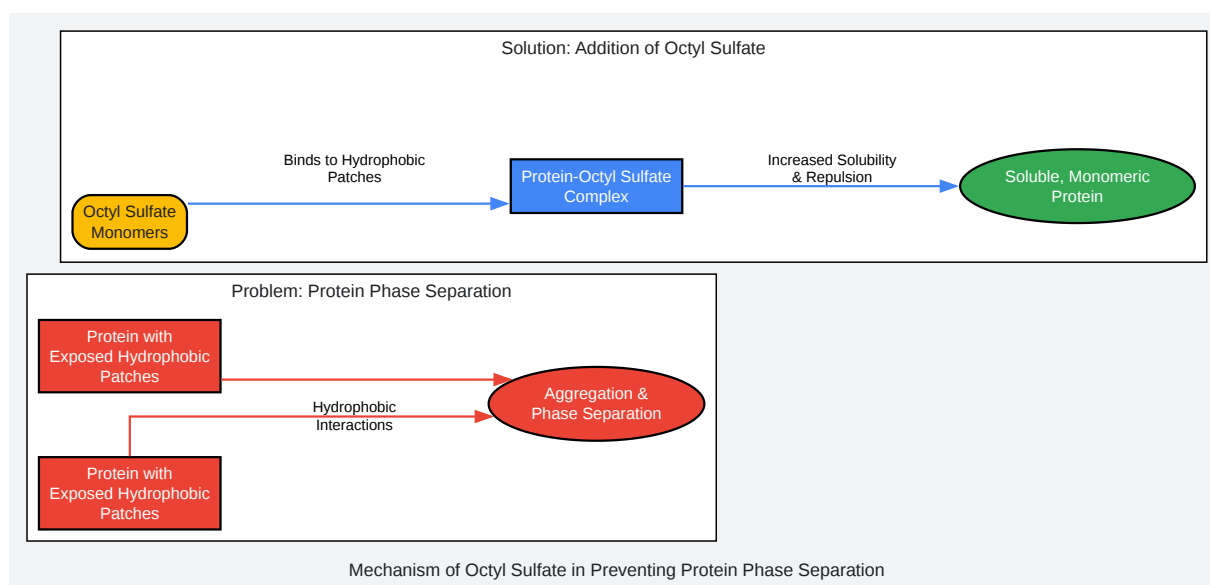 Solution: Addition of Octyl Sulfate
Binds to Hydrophobic
Patches
Increased Solubility
& Repulsion
Octyl Sulfate
Monomers
Protein-Octyl Sulfate
Complex
Soluble, Monomeric
Protein
Problem: Protein Phase Separation
Protein with
Exposed Hydrophobic
Patches
Hydrophobic
Interactions
Aggregation &
Phase Separation
Protein with
Exposed Hydrophobic
Patches
Mechanism of Octyl Sulfate in Preventing Protein Phase Separation